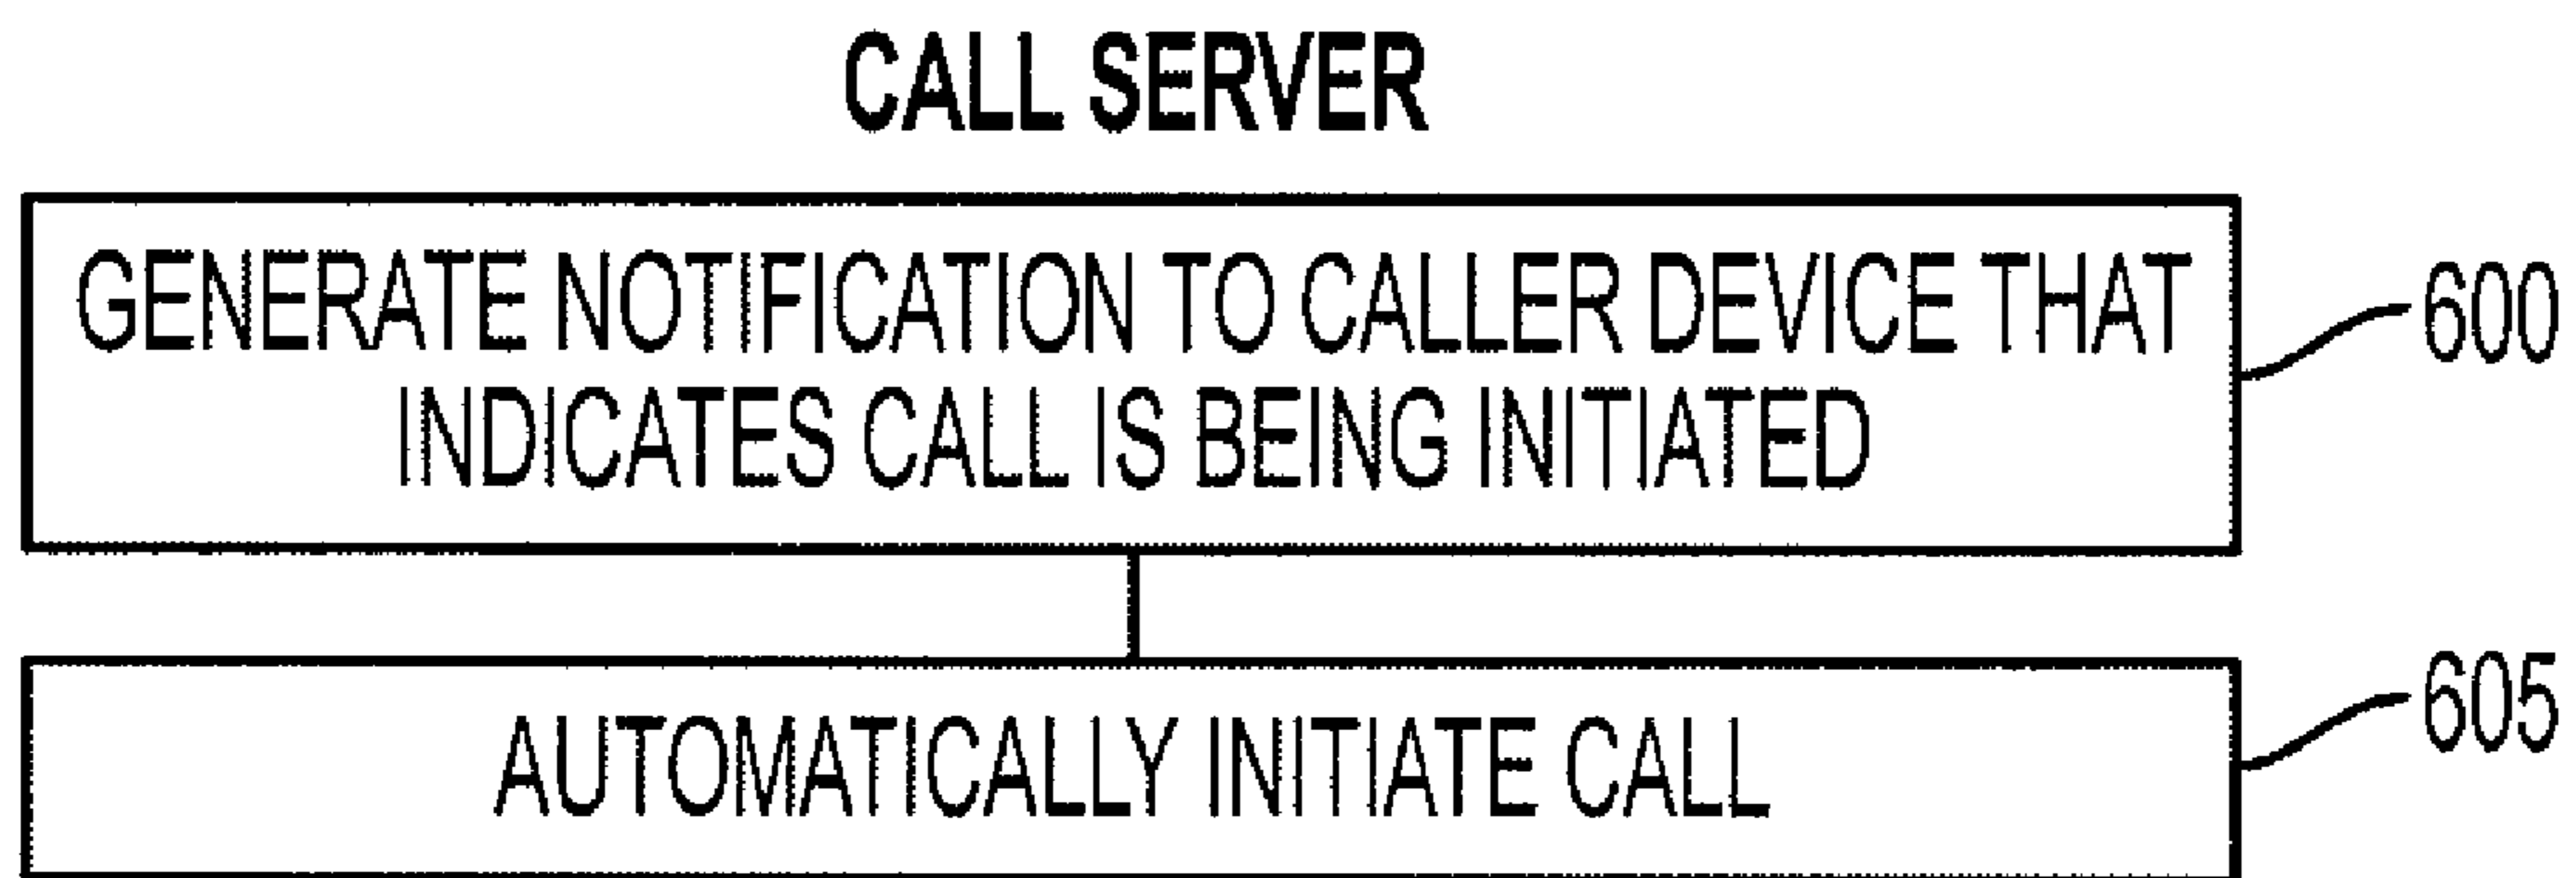 CALL SERVER
GENERATE NOTIFICATION TO CALLER DEVICE THAT
INDICATES CALL IS BEING INITIATED
600
AUTOMATICALLY INITIATE CALL
605